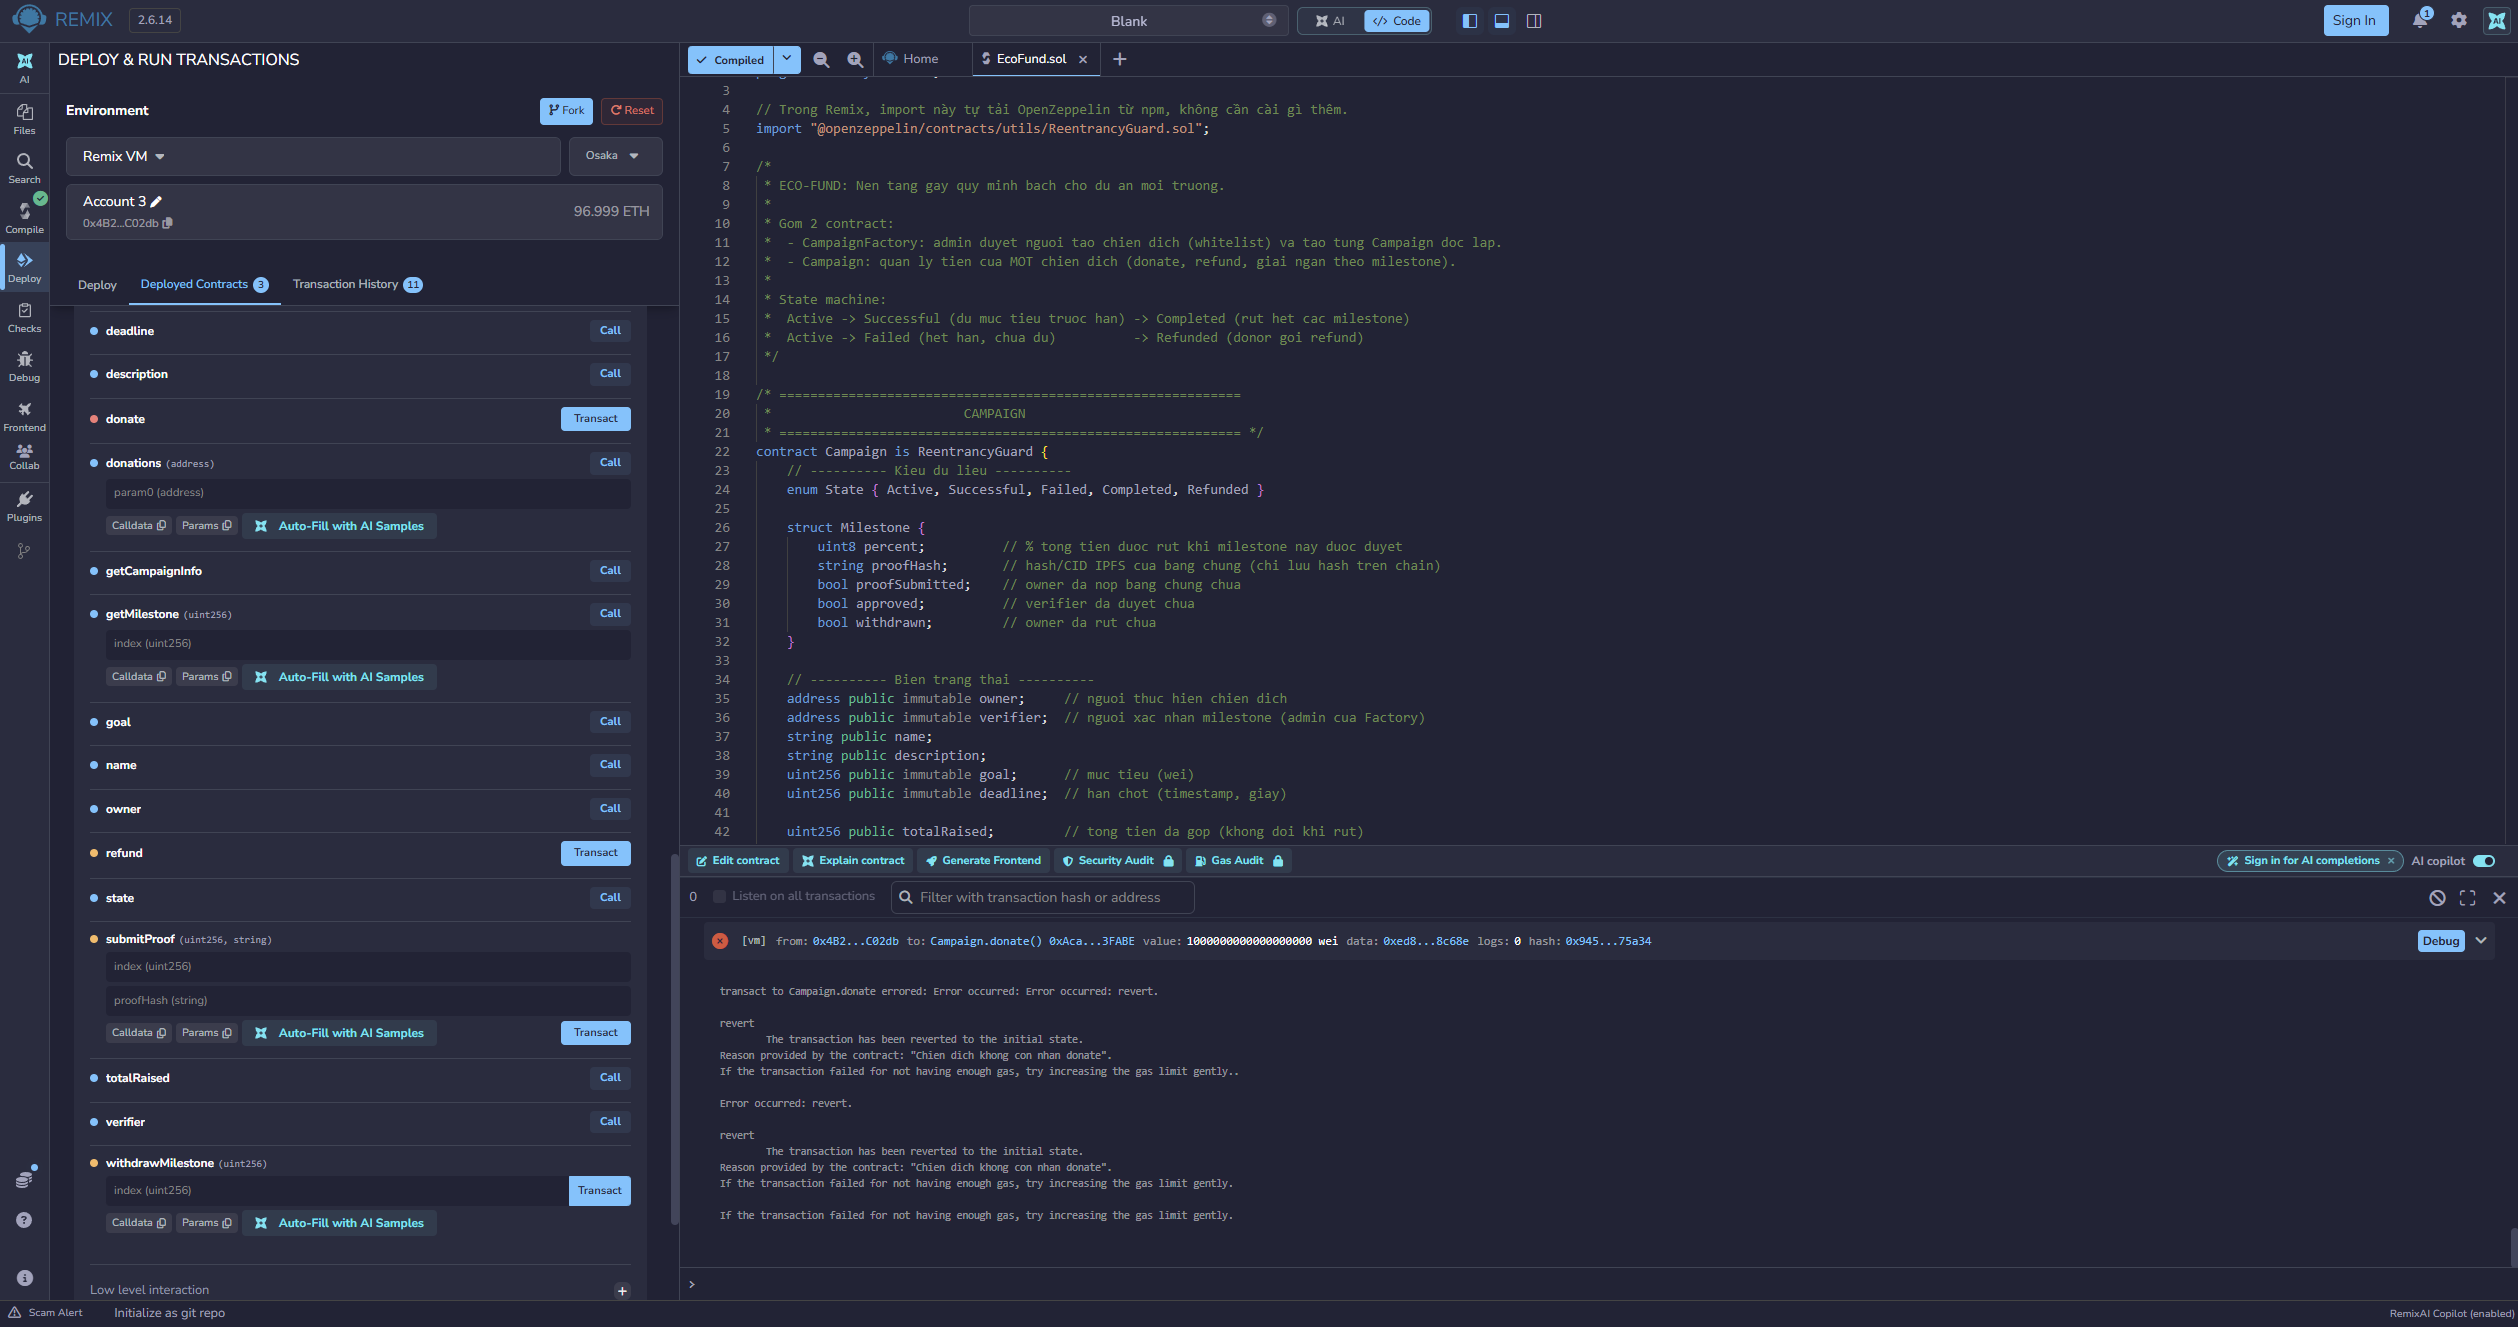 REMIX 2.6.14
Blank
AI
Code
Sign In
1
AI
DEPLOY & RUN TRANSACTIONS
AI
Files
Search
Compile
Deploy
Checks
Debug
Frontend
Collab
Plugins
Environment
Fork
Reset
Remix VM
Osaka
Account 3
96.999 ETH
0x4B2...C02db
Deploy
Deployed Contracts 3
Transaction History 11
deadline
Call
description
Call
donate
Transact
donations (address)
Call
param0 (address)
Calldata
Params
Auto-Fill with AI Samples
getCampaignInfo
Call
getMilestone (uint256)
Call
index (uint256)
Calldata
Params
Auto-Fill with AI Samples
goal
Call
name
Call
owner
Call
refund
Transact
state
Call
submitProof (uint256, string)
index (uint256)
proofHash (string)
Calldata
Params
Auto-Fill with AI Samples
Transact
totalRaised
Call
verifier
Call
withdrawMilestone (uint256)
index (uint256)
Transact
Calldata
Params
Auto-Fill with AI Samples
Low level interaction
Compiled
Home
EcoFund.sol
3
4 // Trong Remix, import này tự tải OpenZeppelin từ npm, không cần cài gì thêm.
5 import "@openzeppelin/contracts/utils/ReentrancyGuard.sol";
6
7 /*
8 * ECO-FUND: Nen tang gay quy minh bach cho du an moi truong.
9 *
10 * Gom 2 contract:
11 * - CampaignFactory: admin duyet nguoi tao chien dich (whitelist) va tao tung Campaign doc lap.
12 * - Campaign: quan ly tien cua MOT chien dich (donate, refund, giai ngan theo milestone).
13 *
14 * State machine:
15 * Active -> Successful (du muc tieu truoc han) -> Completed (rut het cac milestone)
16 * Active -> Failed (het han, chua du) -> Refunded (donor goi refund)
17 */
18
19 /* ============================================================
20 * CAMPAIGN
21 * ============================================================ */
22 contract Campaign is ReentrancyGuard {
23 // ---------- Kieu du lieu ----------
24 enum State { Active, Successful, Failed, Completed, Refunded }
25
26 struct Milestone {
27 uint8 percent; // % tong tien duoc rut khi milestone nay duoc duyet
28 string proofHash; // hash/CID IPFS cua bang chung (chi luu hash tren chain)
29 bool proofSubmitted; // owner da nop bang chung chua
30 bool approved; // verifier da duyet chua
31 bool withdrawn; // owner da rut chua
32 }
33
34 // ---------- Bien trang thai ----------
35 address public immutable owner; // nguoi thuc hien chien dich
36 address public immutable verifier; // nguoi xac nhan milestone (admin cua Factory)
37 string public name;
38 string public description;
39 uint256 public immutable goal; // muc tieu (wei)
40 uint256 public immutable deadline; // han chot (timestamp, giay)
41
42 uint256 public totalRaised; // tong tien da gop (khong doi khi rut)
Edit contract
Explain contract
Generate Frontend
Security Audit
Gas Audit
Sign in for AI completions ×
AI copilot
0
Listen on all transactions
Filter with transaction hash or address
[vm] from: 0x4B2...C02db to: Campaign.donate() 0xAca...3FABE value: 1000000000000000000 wei data: 0xed8...8c68e logs: 0 hash: 0x945...75a34
Debug
transact to Campaign.donate errored: Error occurred: Error occurred: revert.
revert
The transaction has been reverted to the initial state.
Reason provided by the contract: "Chien dich khong con nhan donate".
If the transaction failed for not having enough gas, try increasing the gas limit gently..
Error occurred: revert.
revert
The transaction has been reverted to the initial state.
Reason provided by the contract: "Chien dich khong con nhan donate".
If the transaction failed for not having enough gas, try increasing the gas limit gently.
If the transaction failed for not having enough gas, try increasing the gas limit gently.
>
Scam Alert
Initialize as git repo
RemixAI Copilot (enabled)